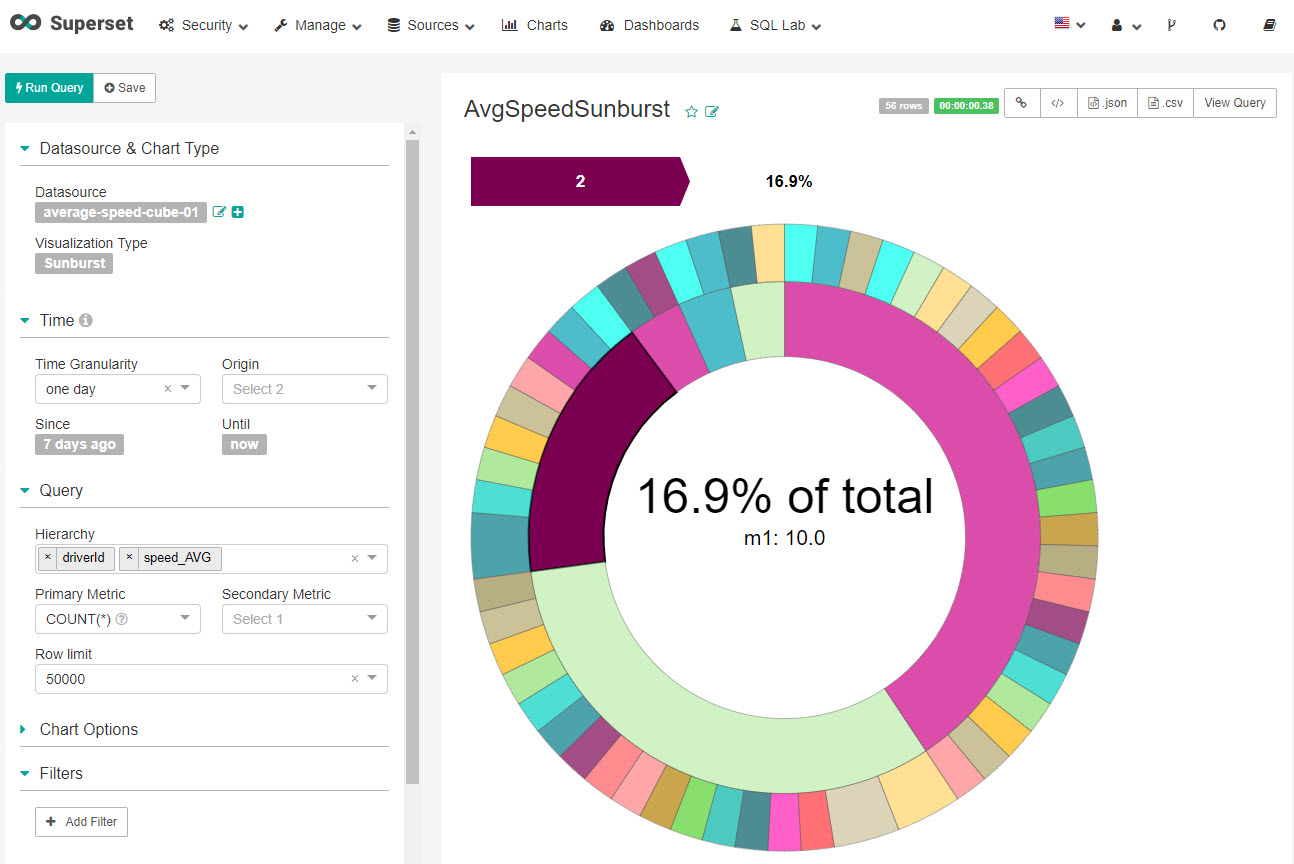 Superset Security Manage Sources Charts Dashboards SQL Lab
Run Query Save
AvgSpeedSunburst 56 rows 00:00:00.38 </> .json .csv View Query
Datasource & Chart Type
2 16.9%
Datasource
average-speed-cube-01
Visualization Type
Sunburst
Time
Time Granularity Origin
one day × Select 2
Since Until
7 days ago now
Query
16.9% of total
m1: 10.0
Hierarchy
× driverId × speed_AVG ×
Primary Metric Secondary Metric
COUNT(*) Select 1
Row limit
50000 ×
Chart Options
Filters
+ Add Filter